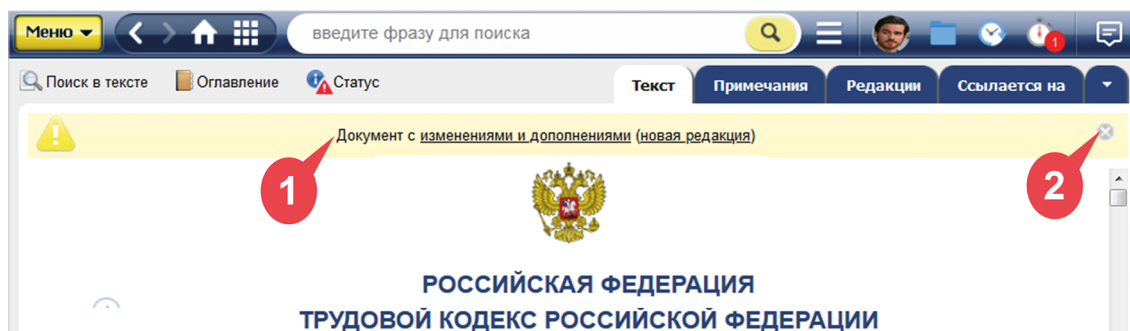 Меню введите фразу для поиска 1
Поиск в тексте Оглавление Статус Текст Примечания Редакции Ссылается на
Документ с изменениями и дополнениями (новая редакция)
1 2
РОССИЙСКАЯ ФЕДЕРАЦИЯ
ТРУДОВОЙ КОДЕКС РОССИЙСКОЙ ФЕДЕРАЦИИ